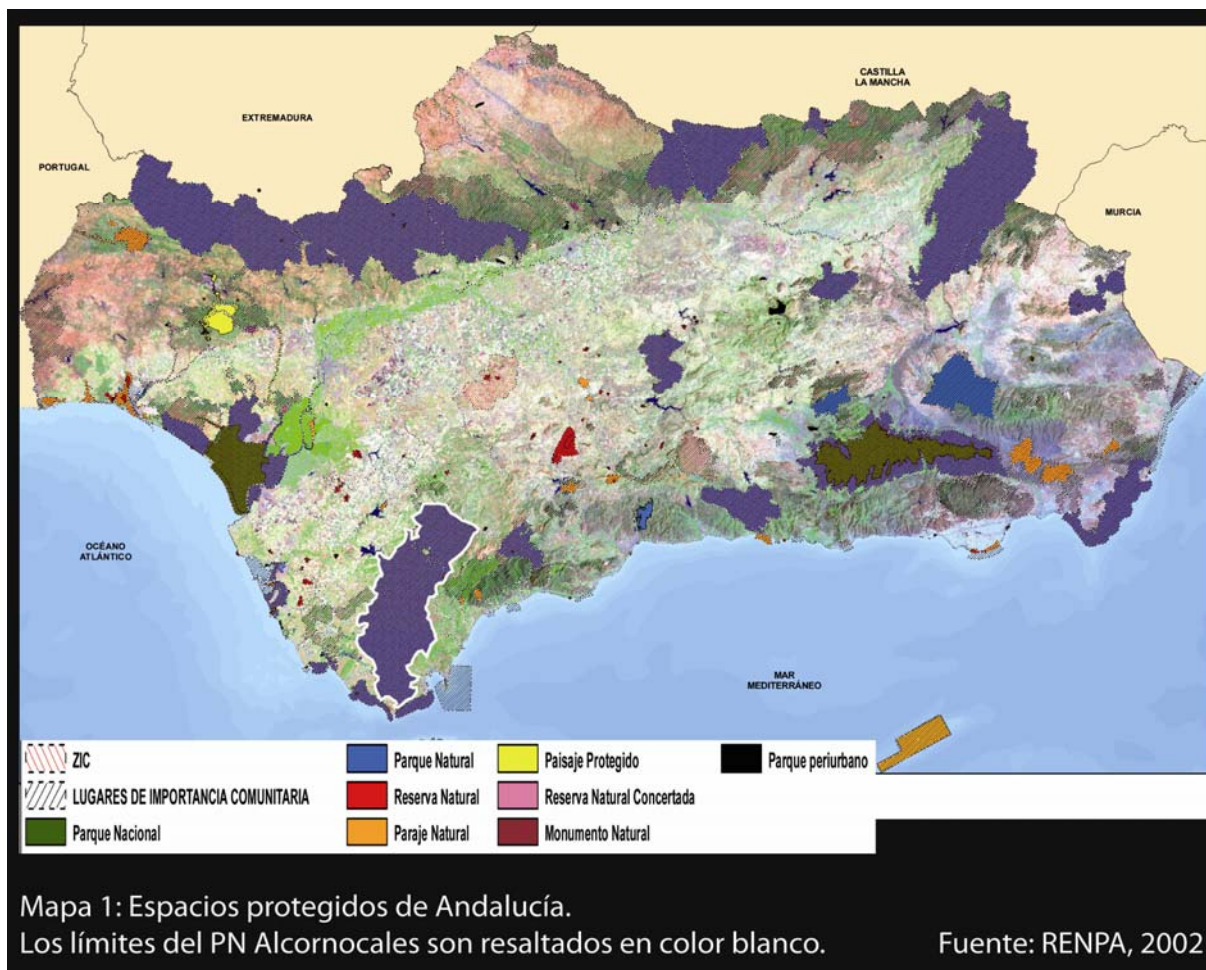 CASTILLA
LA MANCHA
EXTREMADURA
PORTUGAL
MURCIA
OCÉANO
ATLÁNTICO
MAR
MEDITERRÁNEO
ZIC
LUGARES DE IMPORTANCIA COMUNITARIA
Parque Nacional
Parque Natural
Reserva Natural
Paraje Natural
Paisaje Protegido
Reserva Natural Concertada
Monumento Natural
Parque periurbano
Mapa 1: Espacios protegidos de Andalucía.
Los límites del PN Alcornocales son resaltados en color blanco.
Fuente: RENPA, 2002